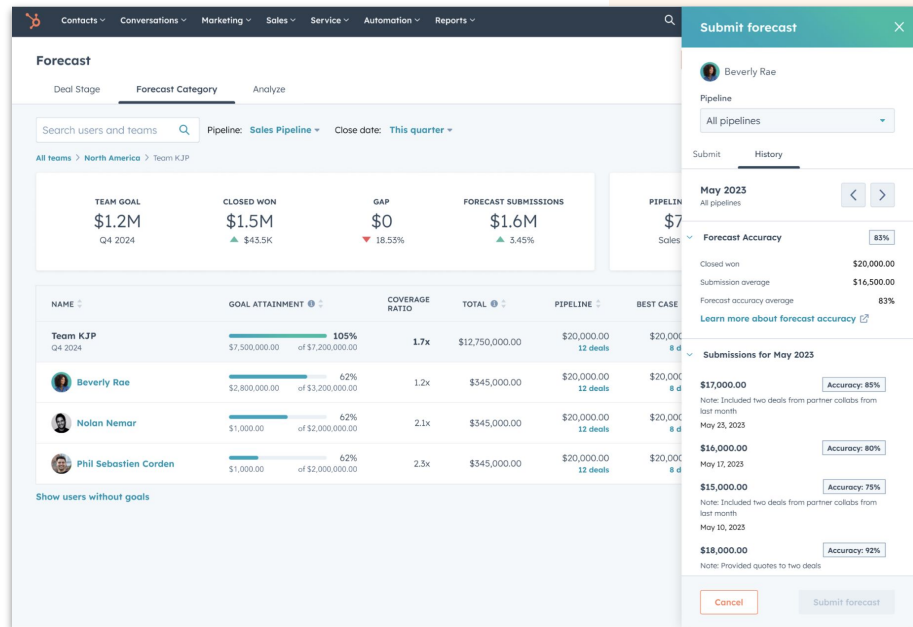 Contacts Conversations Marketing Sales Service Automation Reports
Forecast
Deal Stage Forecast Category Analyze
Search users and teams Pipeline: Sales Pipeline Close date: This quarter
All teams > North America > Team KJP
TEAM GOAL CLOSED WON GAP FORECAST SUBMISSIONS
$1.2M $1.5M $0 $1.6M $7
Q4 2024 $43.5K 18.53% 3.45% Sales
NAME GOAL ATTAINMENT COVERAGE RATIO TOTAL PIPELINE BEST CASE
Team KJP 105% 1.7x $12,750,000.00 $20,000.00
Q4 2024 $7,500,000.00 of $7,200,000.00 12 deals
Beverly Rae 62% 1.2x $345,000.00 $20,000.00
$2,800,000.00 of $3,200,000.00 12 deals
Nolan Nemar 62% 2.1x $345,000.00 $20,000.00
$1,000.00 of $2,000,000.00 12 deals
Phil Sebastien Corden 62% 2.3x $345,000.00 $20,000.00
$1,000.00 of $2,000,000.00 12 deals
Show users without goals
Submit forecast
Beverly Rae
Pipeline
All pipelines
Submit History
May 2023
All pipelines
Forecast Accuracy 83%
Closed won $20,000.00
Submission average $16,500.00
Forecast accuracy average 83%
Learn more about forecast accuracy
Submissions for May 2023
$17,000.00 Accuracy: 85%
Note: Included two deals from partner collabs from
last month
May 23, 2023
$16,000.00 Accuracy: 80%
May 17, 2023
$15,000.00 Accuracy: 75%
Note: Included two deals from partner collabs from
last month
May 10, 2023
$18,000.00 Accuracy: 92%
Note: Provided quotes to two deals
Cancel Submit forecast